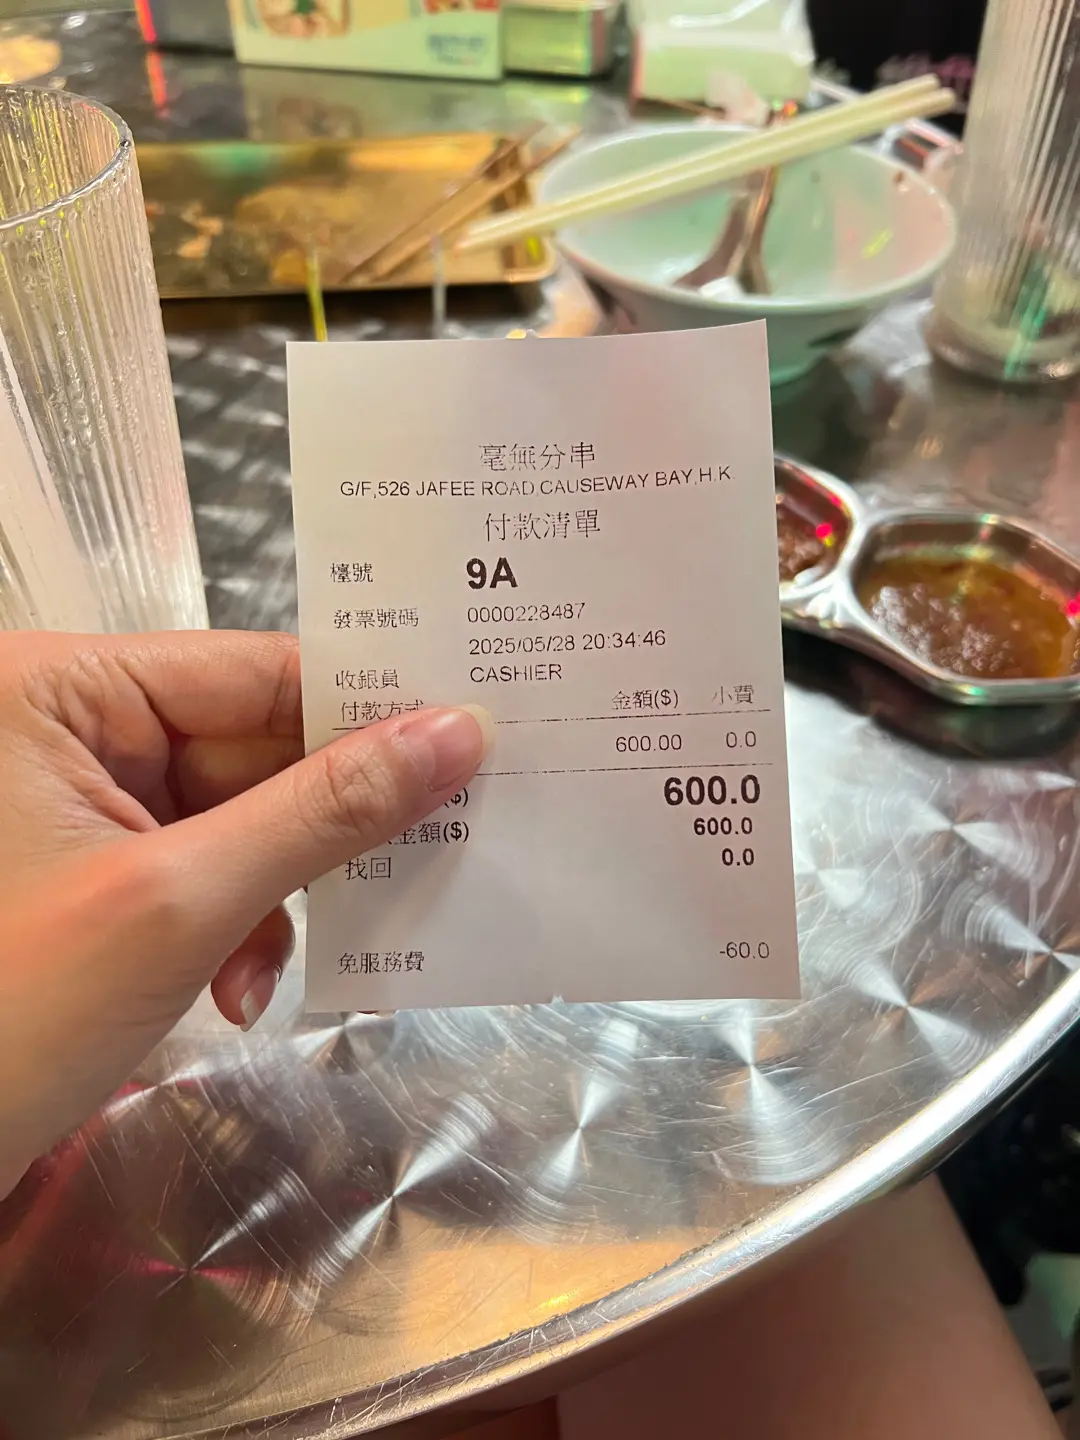 毫無分串
G/F,526 JAFEE ROAD,CAUSEWAY BAY,H.K.
付款清單
檯號 9A
發票號碼 0000228487
2025/05/28 20:34:46
收銀員 CASHIER
付款方式 金額($) 小費
600.00 0.0
($) 600.0
金額($) 600.0
找回 0.0
免服務費 -60.0